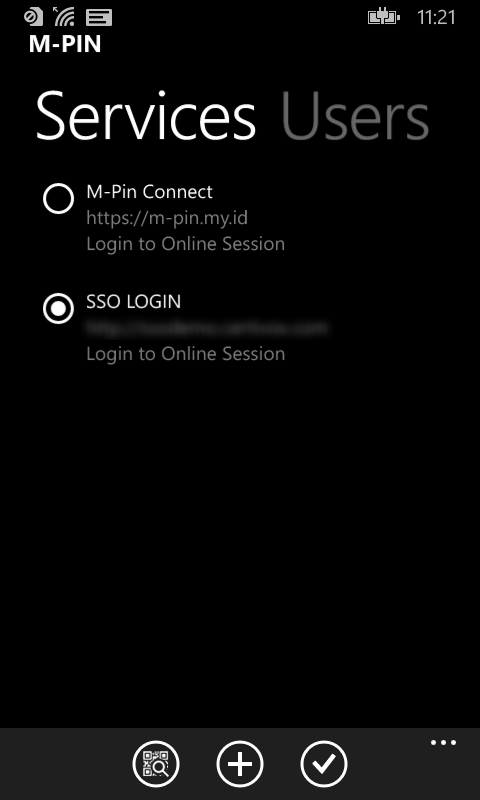 11:21
M-PIN
Services Users
M-Pin Connect
https://m-pin.my.id
Login to Online Session
SSO LOGIN
Login to Online Session